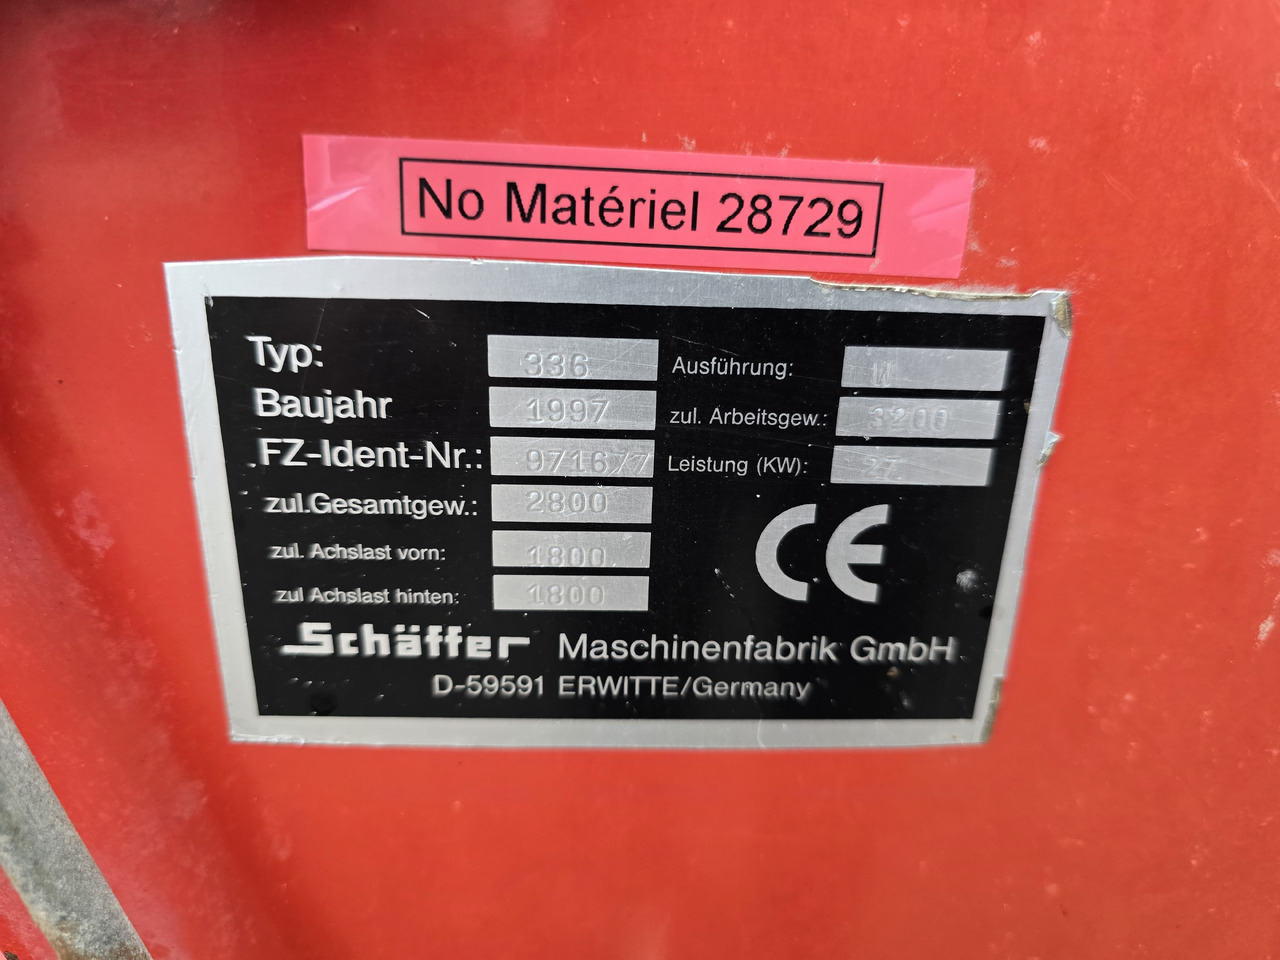 No Matériel 28729
Typ: 336 Ausführung: W
Baujahr 1997 zul. Arbeitsgew.: 3200
FZ-Ident-Nr.: 971677 Leistung (KW): 27
zul.Gesamtgew.: 2800
zul. Achslast vorn: 1800
zul Achslast hinten: 1800
CE
Schäffer Maschinenfabrik GmbH
D-59591 ERWITTE/Germany